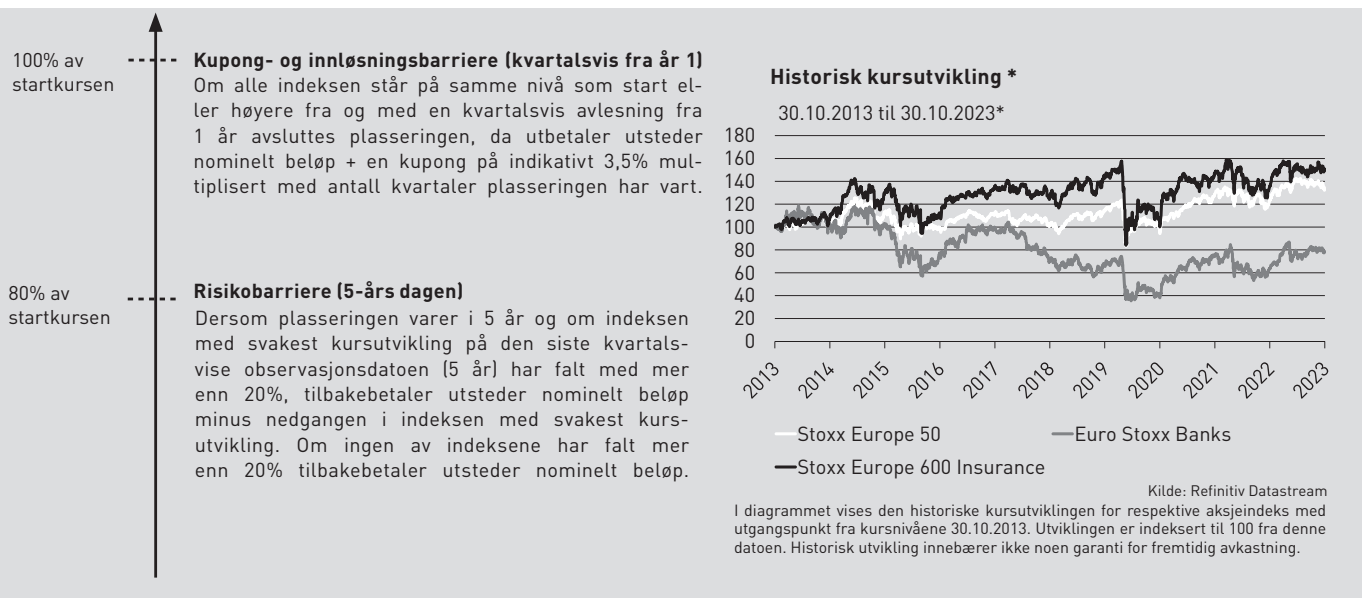 100% av
startkursen
Kupong- og innløsningsbarriere (kvartalsvis fra år 1)
Om alle indeksen står på samme nivå som start el-
ler høyere fra og med en kvartalsvis avlesning fra
1 år avsluttes plasseringen, da utbetaler utsteder
nominelt beløp + en kupong på indikativt 3,5% mul-
tiplisert med antall kvartaler plasseringen har vart.
80% av
startkursen
Risikobarriere (5-års dagen)
Dersom plasseringen varer i 5 år og om indeksen
med svakest kursutvikling på den siste kvartals-
vise observasjonsdatoen (5 år) har falt med mer
enn 20%, tilbakebetaler utsteder nominelt beløp
minus nedgangen i indeksen med svakest kurs-
utvikling. Om ingen av indeksene har falt mer
enn 20% tilbakebetaler utsteder nominelt beløp.
Historisk kursutvikling *
30.10.2013 til 30.10.2023*
180
160
140
120
100
80
60
40
20
0
2013 2014 2015 2016 2017 2018 2019 2020 2021 2022 2023
Stoxx Europe 50 Euro Stoxx Banks
Stoxx Europe 600 Insurance
Kilde: Refinitiv Datastream
I diagrammet vises den historiske kursutviklingen for respektive aksjeindeks med
utgangspunkt fra kursnivåene 30.10.2013. Utviklingen er indeksert til 100 fra denne
datoen. Historisk utvikling innebærer ikke noen garanti for fremtidig avkastning.